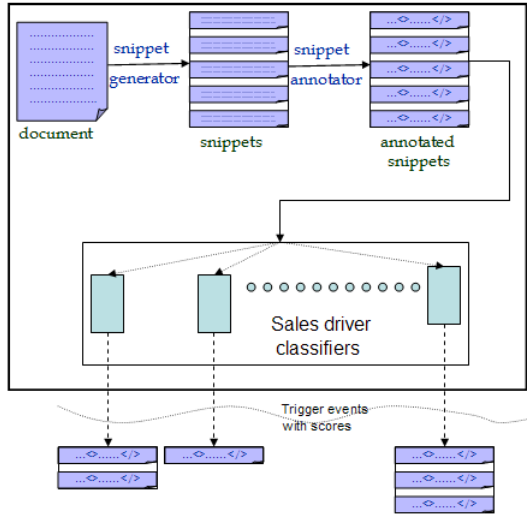 snippet
generator
snippet
annotator
...<>......</>
...<>......</>
...<>......</>
...<>......</>
...<>......</>
document
snippets
annotated
snippets
Sales driver
classifiers
Trigger events
with scores
...<>......</>
...<>......</>
...<>......</>
...<>......</>
...<>......</>
...<>......</>